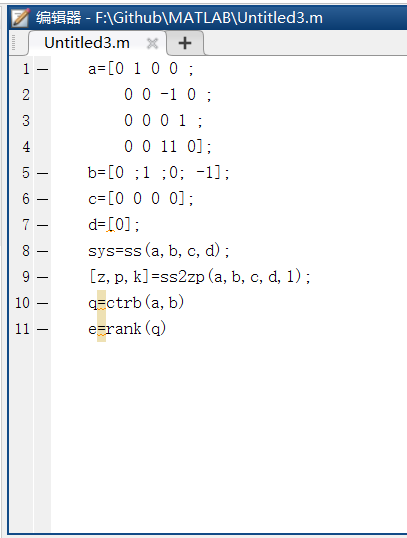 编辑器 - F:\Github\MATLAB\Untitled3.m
Untitled3.m
1 — a=[0 1 0 0 ;
2 — 0 0 -1 0 ;
3 — 0 0 0 1 ;
4 — 0 0 11 0];
5 — b=[0 ;1 ;0; -1];
6 — c=[0 0 0 0];
7 — d=[0];
8 — sys=ss(a,b,c,d);
9 — [z,p,k]=ss2zp(a,b,c,d,1);
10 — q=ctrb(a,b)
11 — e=rank(q)